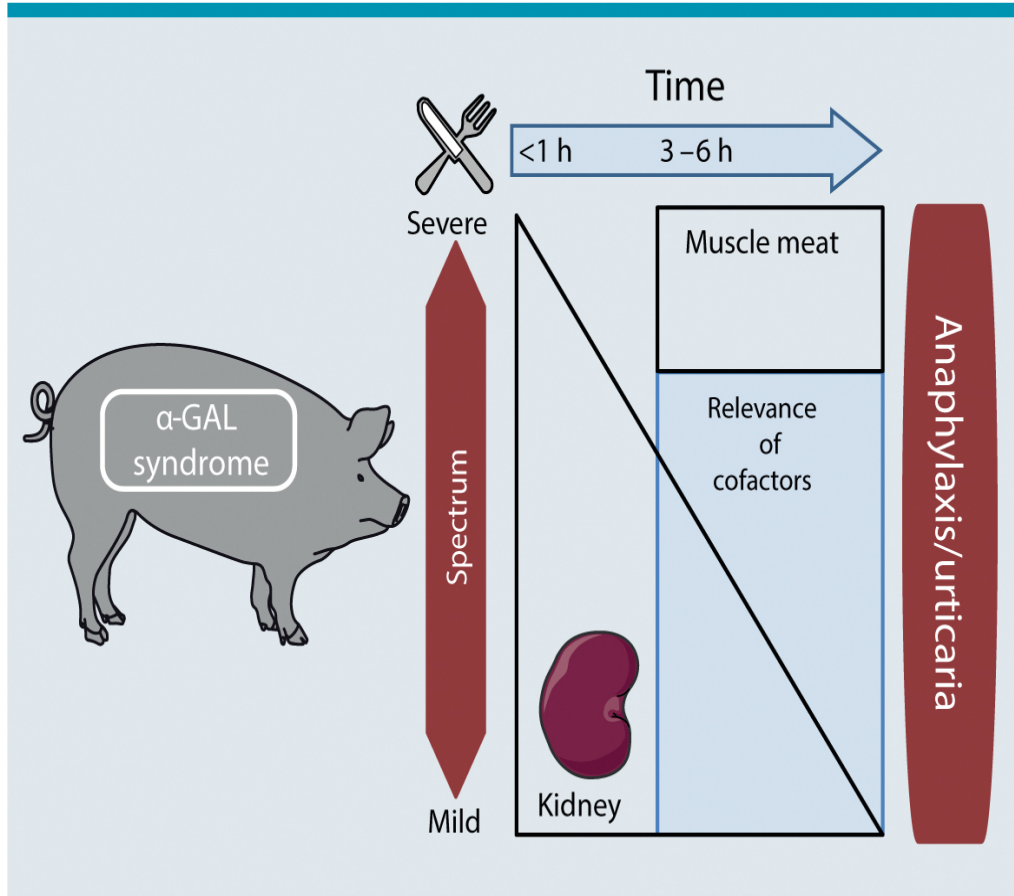 Time
<1 h
3 –6 h
Severe
Muscle meat
α-GAL
syndrome
Relevance
of
cofactors
Spectrum
Anaphylaxis/urticaria
Kidney
Mild